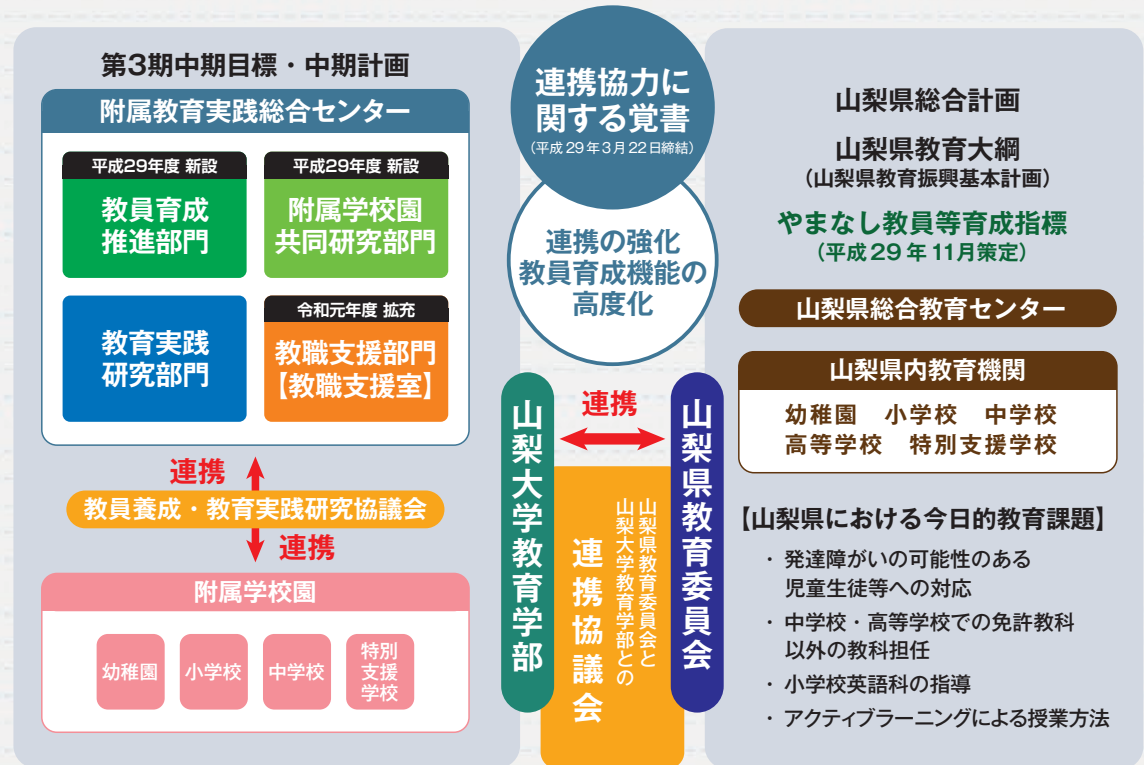 第3期中期目標・中期計画
附属教育実践総合センター
平成29年度 新設
教員育成
推進部門
平成29年度 新設
附属学校園
共同研究部門
教育実践
研究部門
令和元年度 拡充
教職支援部門
【教職支援室】
連携
教員養成・教育実践研究協議会
連携
附属学校園
幼稚園
小学校
中学校
特別
支援
学校
連携協力に
関する覚書
(平成29年3月22日締結)
連携の強化
教員育成機能の
高度化
山梨大学教育学部
連携
山梨県教育委員会
山梨県教育委員会と
山梨大学教育学部との
連携協議会
山梨県総合計画
山梨県教育大綱
(山梨県教育振興基本計画)
やまなし教員等育成指標
(平成29年11月策定)
山梨県総合教育センター
山梨県内教育機関
幼稚園 小学校 中学校
高等学校 特別支援学校
【山梨県における今日的教育課題】
・ 発達障がいの可能性のある
児童生徒等への対応
・ 中学校・高等学校での免許教科
以外の教科担任
・ 小学校英語科の指導
・ アクティブラーニングによる授業方法